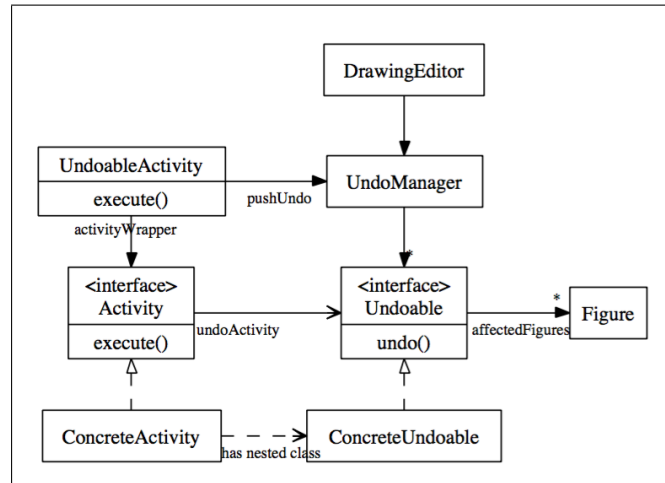 DrawingEditor
UndoableActivity
execute()
pushUndo
UndoManager
activityWrapper
*
<interface>
Activity
execute()
undoActivity
<interface>
Undoable
undo()
*
affectedFigures
Figure
ConcreteActivity
has nested class
ConcreteUndoable